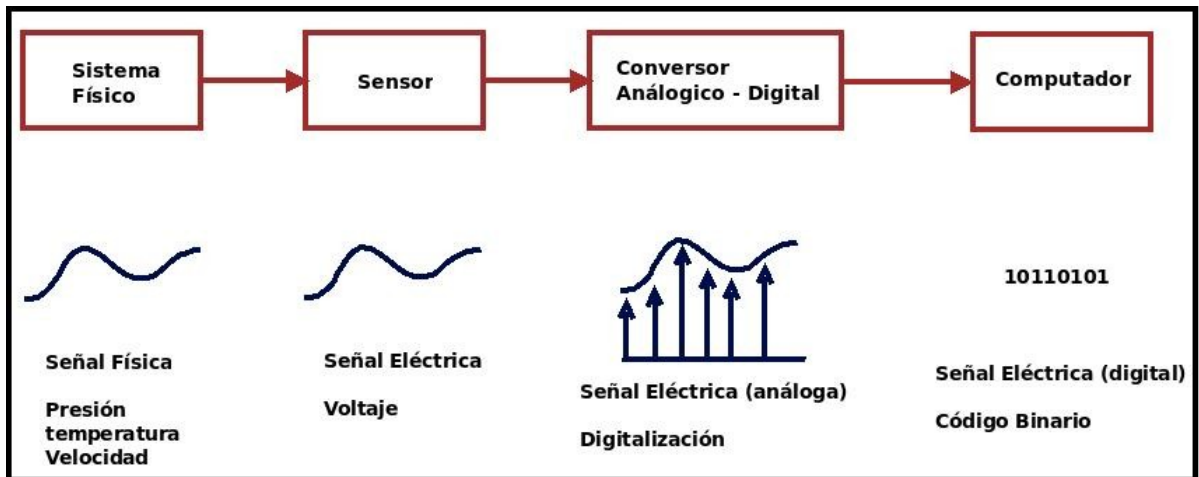 Sistema
Físico
Sensor
Conversor
Análogico - Digital
Computador
10110101
Señal Física
Presión
temperatura
Velocidad
Señal Eléctrica
Voltaje
Señal Eléctrica (análoga)
Digitalización
Señal Eléctrica (digital)
Código Binario